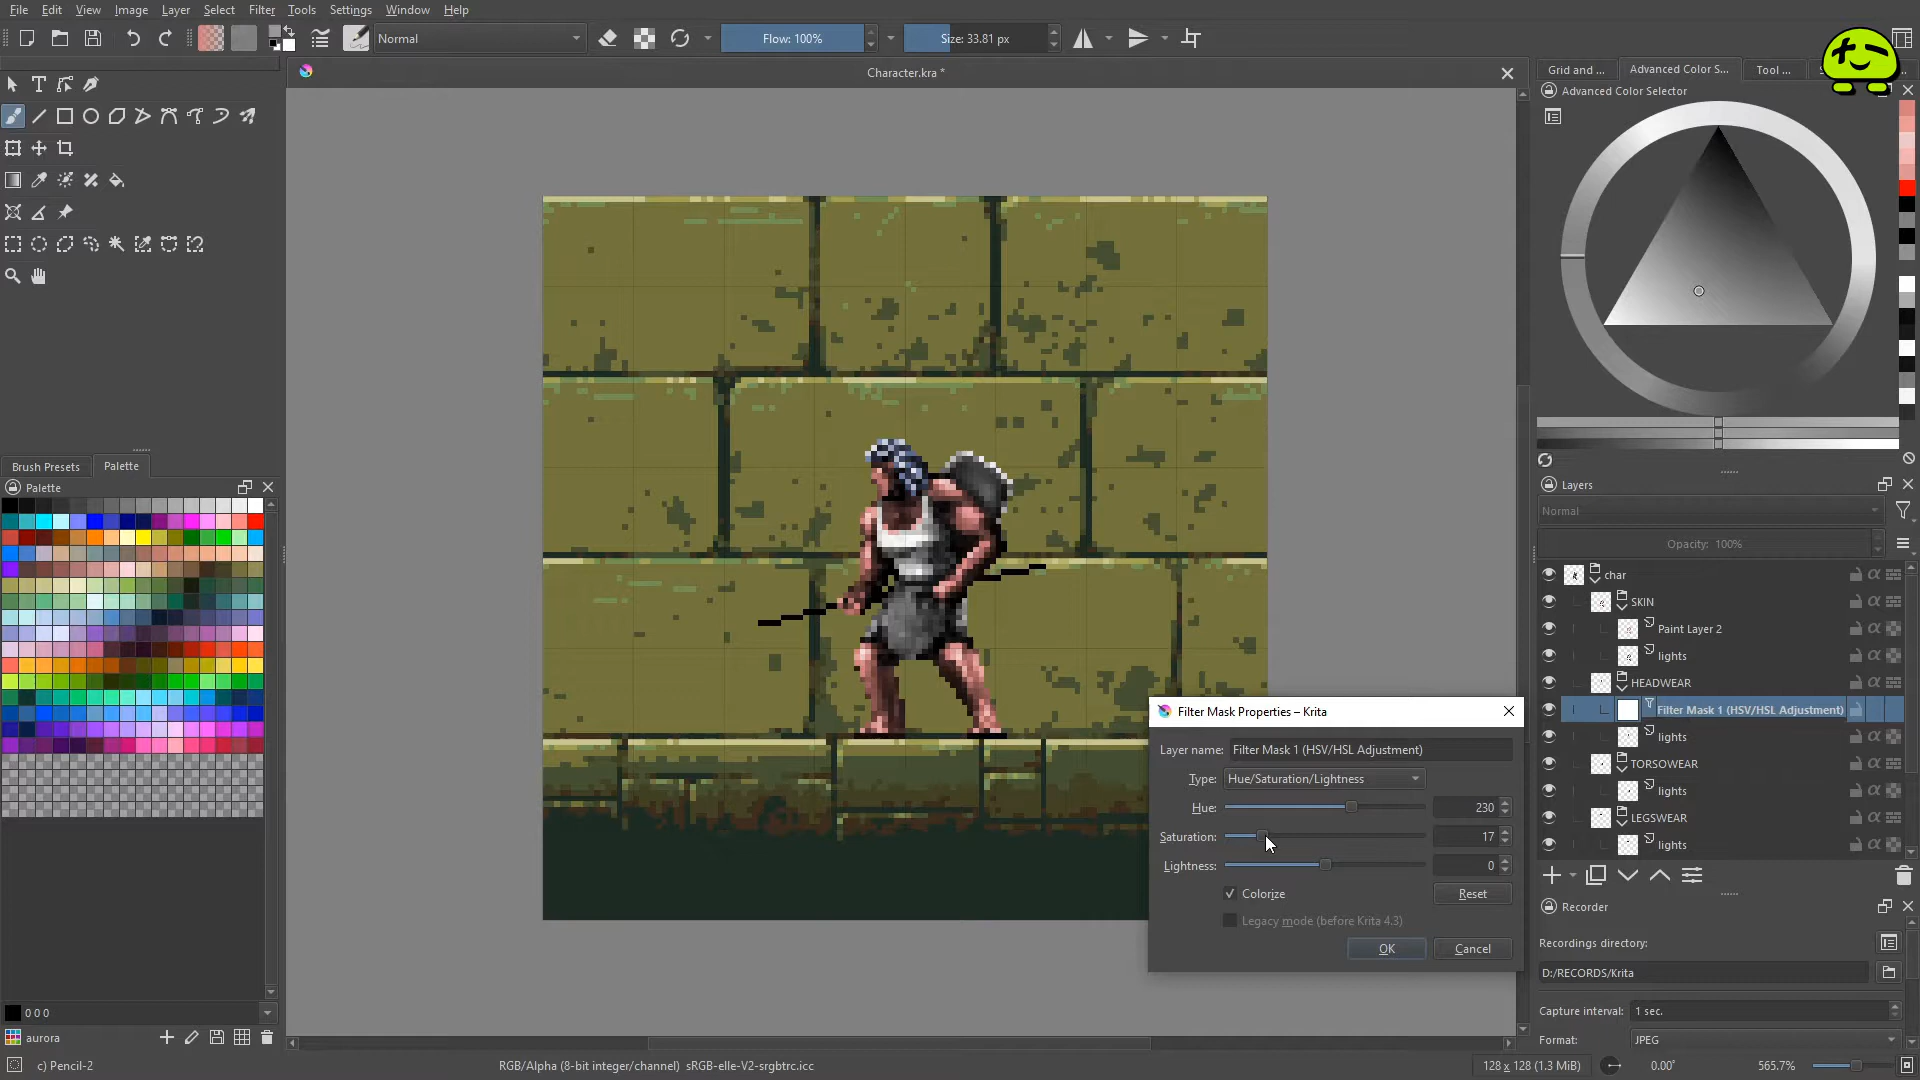 File Edit View Image Layer Select Filter Tools Settings Window Help
Normal
Flow: 100%
Size: 33.81 px
Character.kra *
Grid and ...
Advanced Color S...
Tool ...
Advanced Color Selector
Brush Presets
Palette
Palette
Layers
Normal
Opacity: 100%
char
SKIN
Paint Layer 2
lights
HEADWEAR
Filter Mask 1 (HSV/HSL Adjustment)
lights
TORSOWEAR
lights
LEGSWEAR
lights
Filter Mask Properties – Krita
Layer name: Filter Mask 1 (HSV/HSL Adjustment)
Type: Hue/Saturation/Lightness
Hue: 230
Saturation: 17
Lightness: 0
Colorize
Reset
Legacy mode (before Krita 4.3)
OK
Cancel
Recorder
Recordings directory:
D:/RECORDS/Krita
Capture interval: 1 sec.
Format: JPEG
0 0 0
aurora
c) Pencil-2
RGB/Alpha (8-bit integer/channel) sRGB-elle-V2-srgbtrc.icc
128 x 128 (1.3 MiB)
0.00°
565.7%